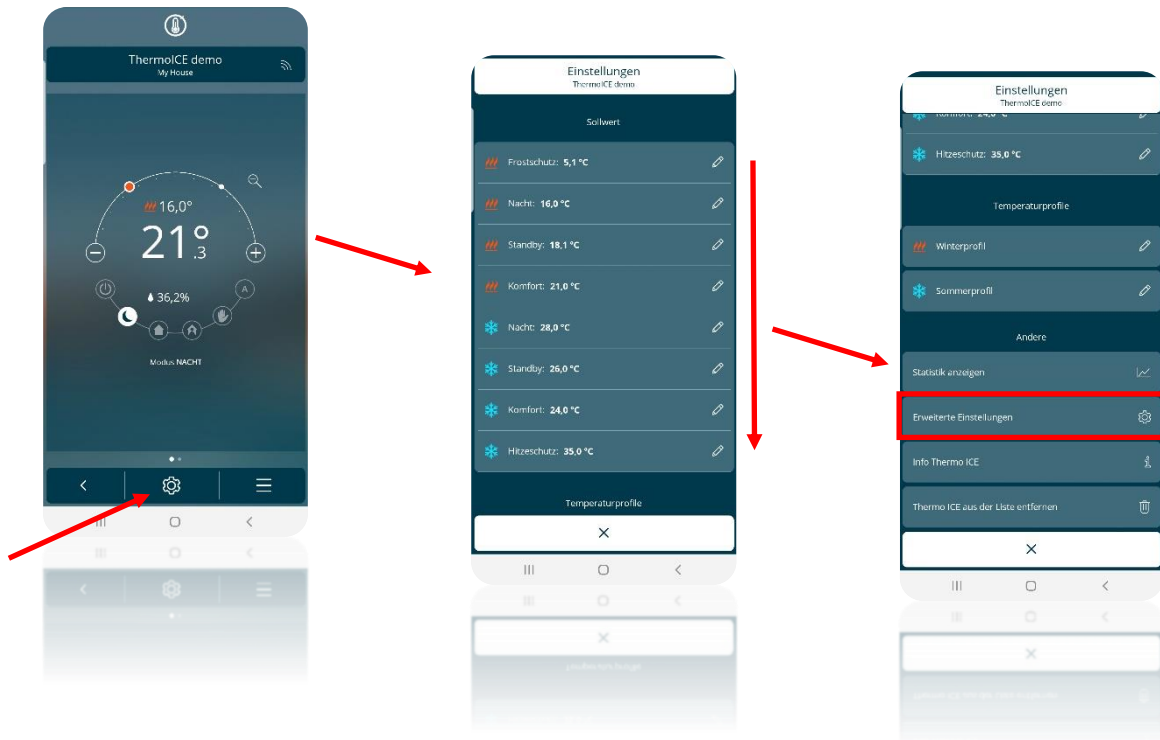 ThermoICE demo
My House
16,0°
21°.3
36,2%
A
Modus NACHT
Einstellungen
ThermoICE demo
Sollwert
Frostschutz: 5,1 °C
Nacht: 16,0 °C
Standby: 18,1 °C
Komfort: 21,0 °C
Nacht: 28,0 °C
Standby: 26,0 °C
Komfort: 24,0 °C
Hitzeschutz: 35,0 °C
Temperaturprofile
Einstellungen
ThermoICE demo
Komfort: 24,0 °C
Hitzeschutz: 35,0 °C
Temperaturprofile
Winterprofil
Sommerprofil
Andere
Statistik anzeigen
Erweiterte Einstellungen
Info Thermo ICE
Thermo ICE aus der Liste entfernen